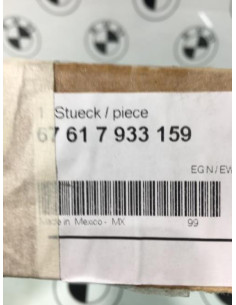 1 Stueck / piece
67 61 7 933 159
EGN/EW
Made in Mexico - MX 99